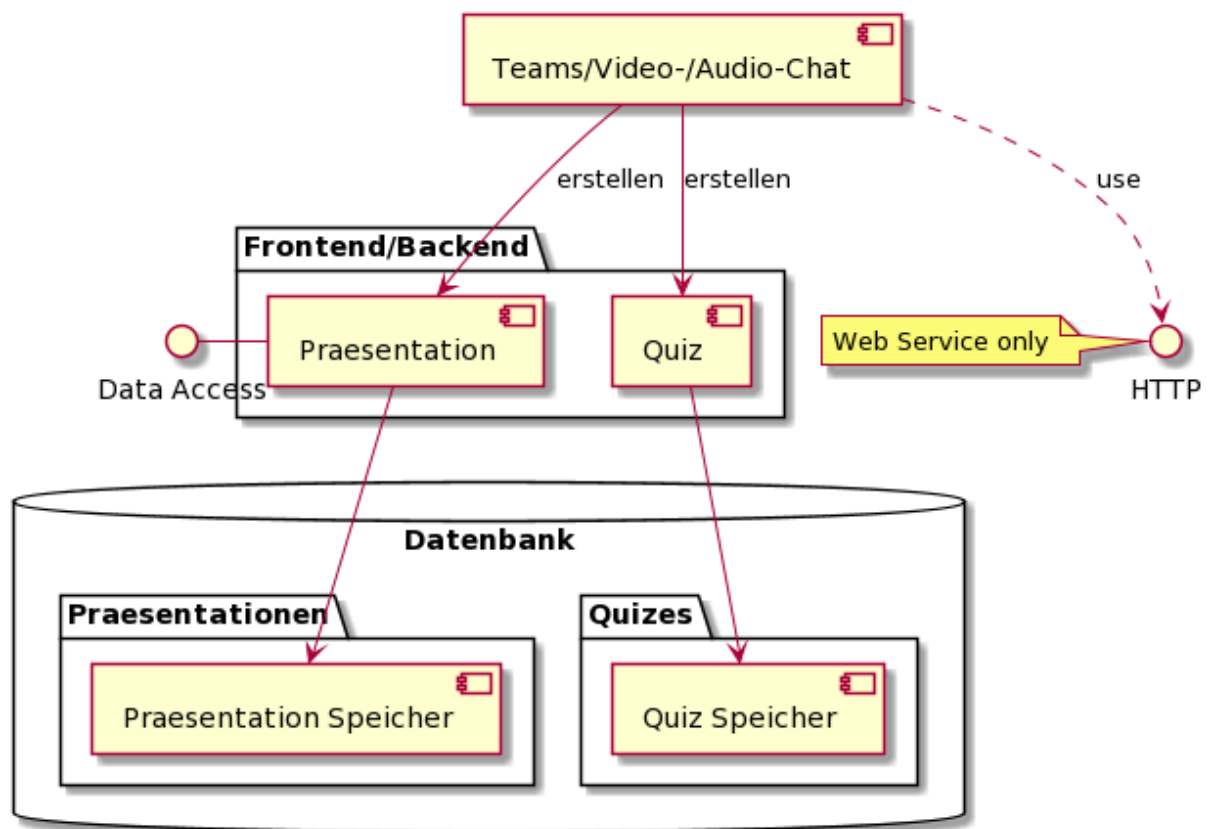 Teams/Video-/Audio-Chat
erstellen
erstellen
use
Frontend/Backend
Praesentation
Quiz
Web Service only
Data Access
HTTP
Datenbank
Praesentationen
Quizes
Praesentation Speicher
Quiz Speicher